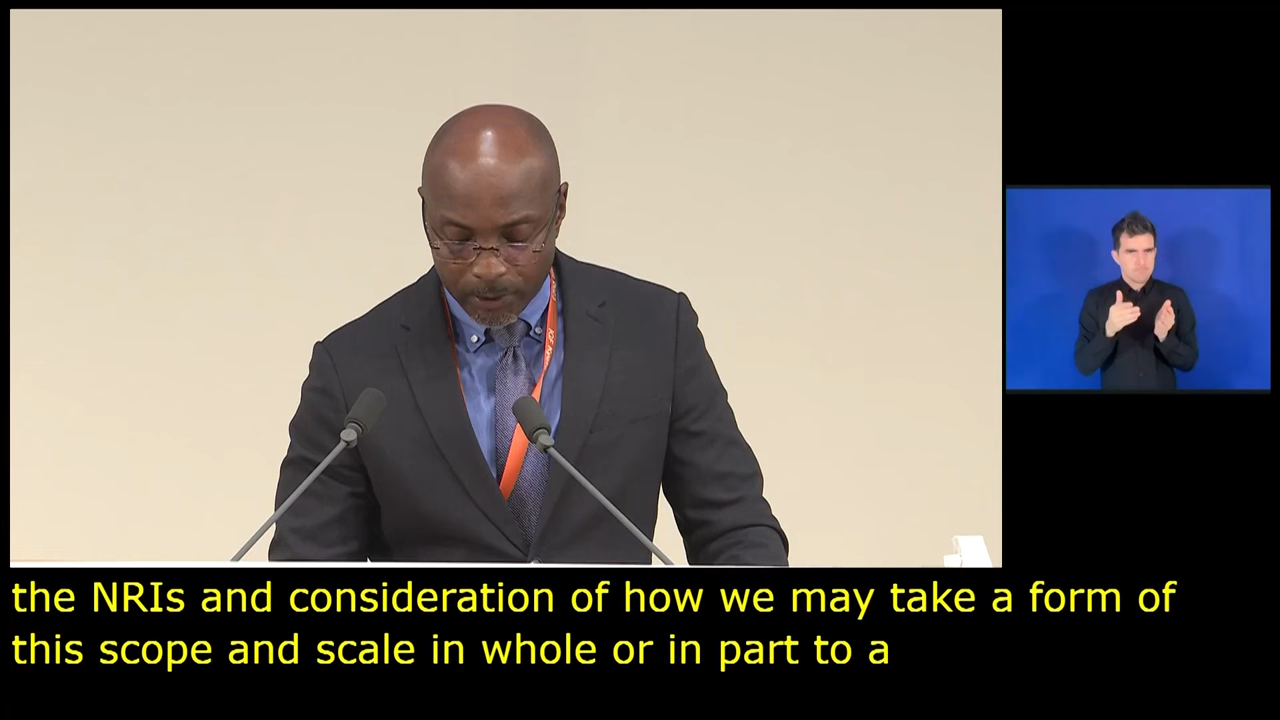 IGF
the NRIs and consideration of how we may take a form of
this scope and scale in whole or in part to a